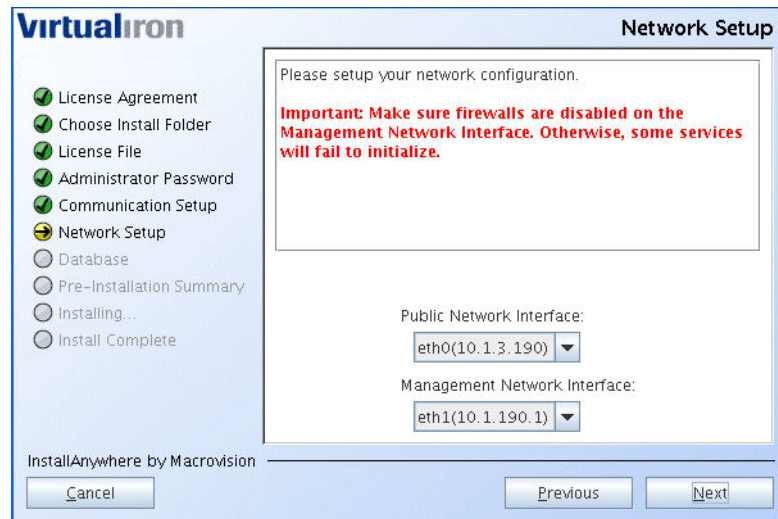 Virtualiron
Network Setup
License Agreement
Choose Install Folder
License File
Administrator Password
Communication Setup
Network Setup
Database
Pre-Installation Summary
Installing...
Install Complete
Please setup your network configuration.
Important: Make sure firewalls are disabled on the
Management Network Interface. Otherwise, some services
will fail to initialize.
Public Network Interface:
eth0(10.1.3.190)
Management Network Interface:
eth1(10.1.190.1)
InstallAnywhere by Macrovision
Cancel
Previous
Next